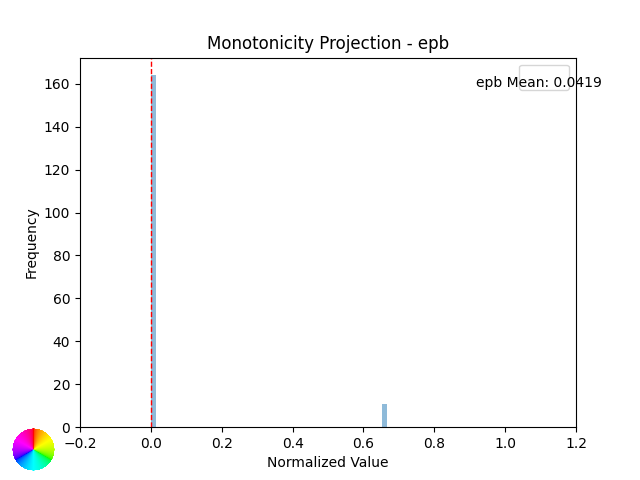 Monotonicity Projection - epb
epb Mean: 0.0419
160
140
120
100
80
60
40
20
0
Frequency
−0.2 0.0 0.2 0.4 0.6 0.8 1.0 1.2
Normalized Value